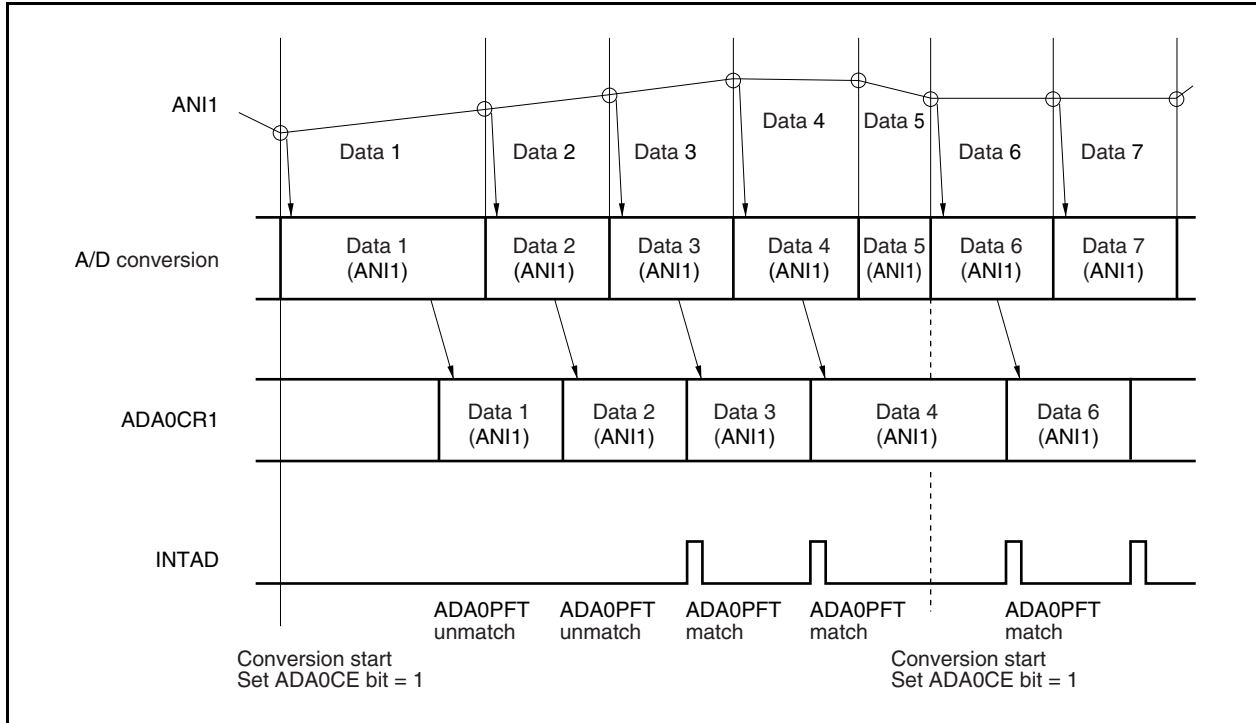 ANI1
Data 1
Data 2
Data 3
Data 4
Data 5
Data 6
Data 7
A/D conversion
Data 1
(ANI1)
Data 2
(ANI1)
Data 3
(ANI1)
Data 4
(ANI1)
Data 5
(ANI1)
Data 6
(ANI1)
Data 7
(ANI1)
ADA0CR1
Data 1
(ANI1)
Data 2
(ANI1)
Data 3
(ANI1)
Data 4
(ANI1)
Data 6
(ANI1)
INTAD
ADA0PFT
unmatch
ADA0PFT
unmatch
ADA0PFT
match
ADA0PFT
match
ADA0PFT
match
Conversion start
Set ADA0CE bit = 1
Conversion start
Set ADA0CE bit = 1